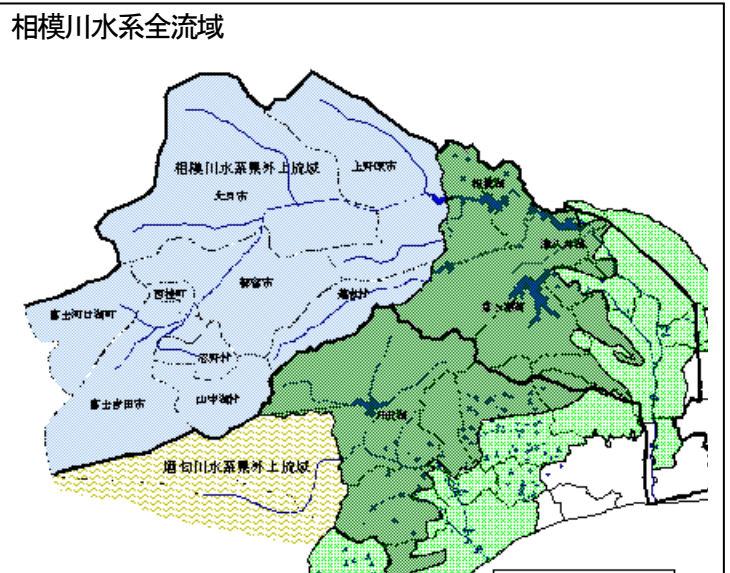 相模川水系全流域
相模川水系県外上流域
上野原市
大月市
相模湖
津久井湖
宮ヶ瀬湖
都留市
道志村
西桂町
富士河口湖町
忍野村
富士吉田市
山中湖村
丹沢湖
酒匂川水系県外上流域